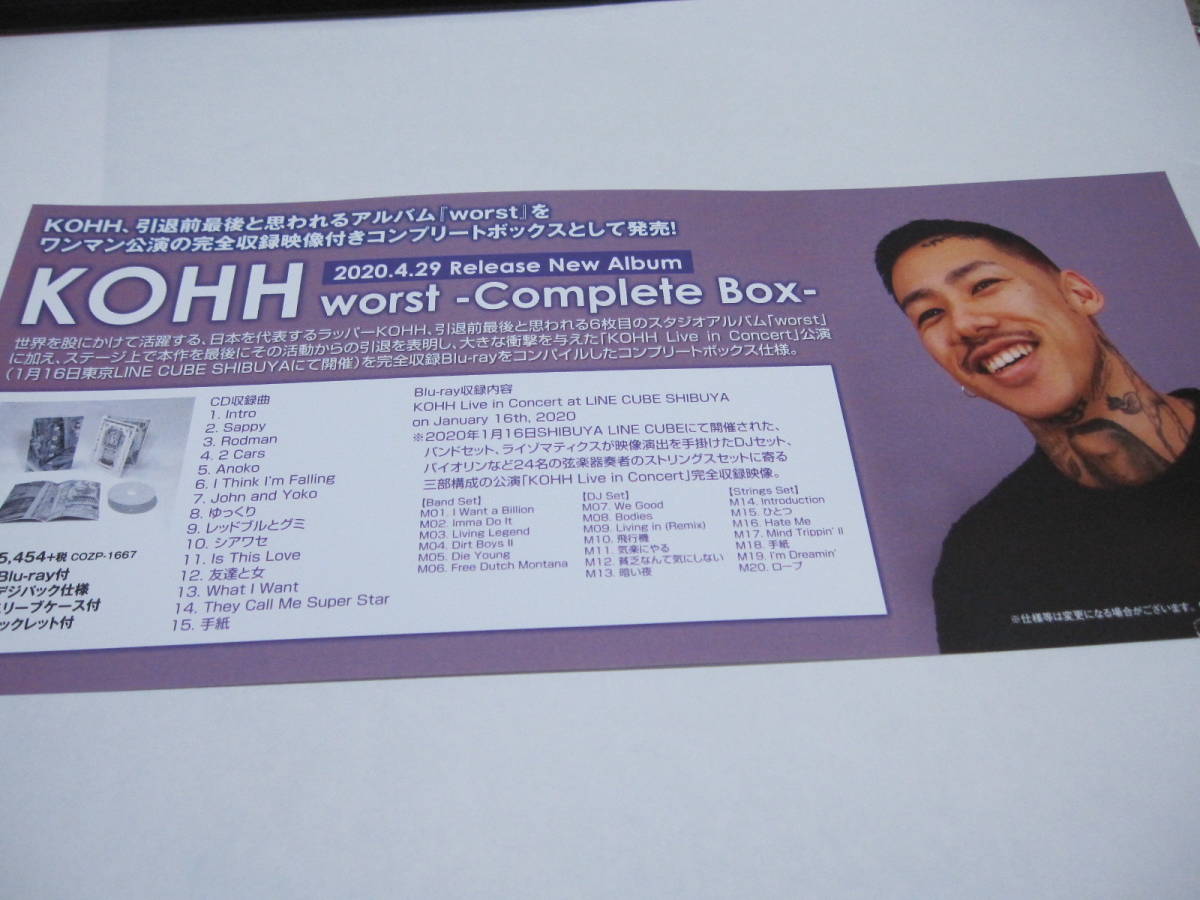 KOHH、引退前最後と思われるアルバム『worst』を
ワンマン公演の完全収録映像付きコンプリートボックスとして発売!
KOHH
2020.4.29 Release New Album
worst -Complete Box-
世界を股にかけて活躍する、日本を代表するラッパーKOHH、引退前最後と思われる6枚目のスタジオアルバム「worst」
に加え、ステージ上で本作を最後にその活動からの引退を表明し、大きな衝撃を与えた「KOHH Live in Concert」公演
(1月16日東京LINE CUBE SHIBUYAにて開催)を完全収録Blu-rayをコンパイルしたコンプリートボックス仕様。
5,454+税 COZP-1667
Blu-ray付
デジパック仕様
リーブケース付
ックレット付
CD収録曲
1. Intro
2. Sappy
3. Rodman
4. 2 Cars
5. Anoko
6. I Think I'm Falling
7. John and Yoko
8. ゆっくり
9. レッドブルとグミ
10. シアワセ
11. Is This Love
12. 友達と女
13. What I Want
14. They Call Me Super Star
15. 手紙
Blu-ray収録内容
KOHH Live in Concert at LINE CUBE SHIBUYA
on January 16th, 2020
※2020年1月16日SHIBUYA LINE CUBEにて開催された、
バンドセット、ライゾマティクスが映像演出を手掛けたDJセット、
バイオリンなど24名の弦楽器奏者のストリングスセットに寄る
三部構成の公演「KOHH Live in Concert」完全収録映像。
【Band Set】
M01. I Want a Billion
M02. Imma Do It
M03. Living Legend
M04. Dirt Boys II
M05. Die Young
M06. Free Dutch Montana
【DJ Set】
M07. We Good
M08. Bodies
M09. Living in (Remix)
M10. 飛行機
M11. 気楽にやる
M12. 貧乏なんて気にしない
M13. 暗い夜
【Strings Set】
M14. Introduction
M15. ひとつ
M16. Hate Me
M17. Mind Trippin' II
M18. 手紙
M19. I'm Dreamin'
M20. ロープ
※仕様等は変更になる場合がございます。